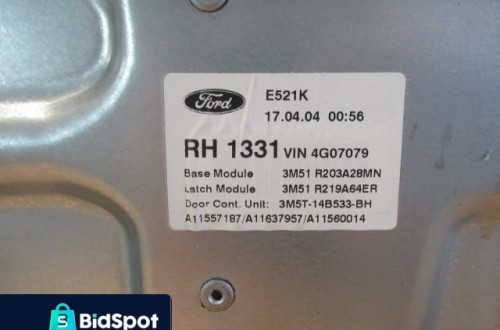 Ford
E521K
17.04.04 00:56
RH 1331 VIN 4G07079
Base Module 3M51 R203A28MN
Latch Module 3M51 R219A64ER
Door Cont. Unit: 3M5T-14B533-BH
A11557187/A11637957/A11560014
S
BidSpot